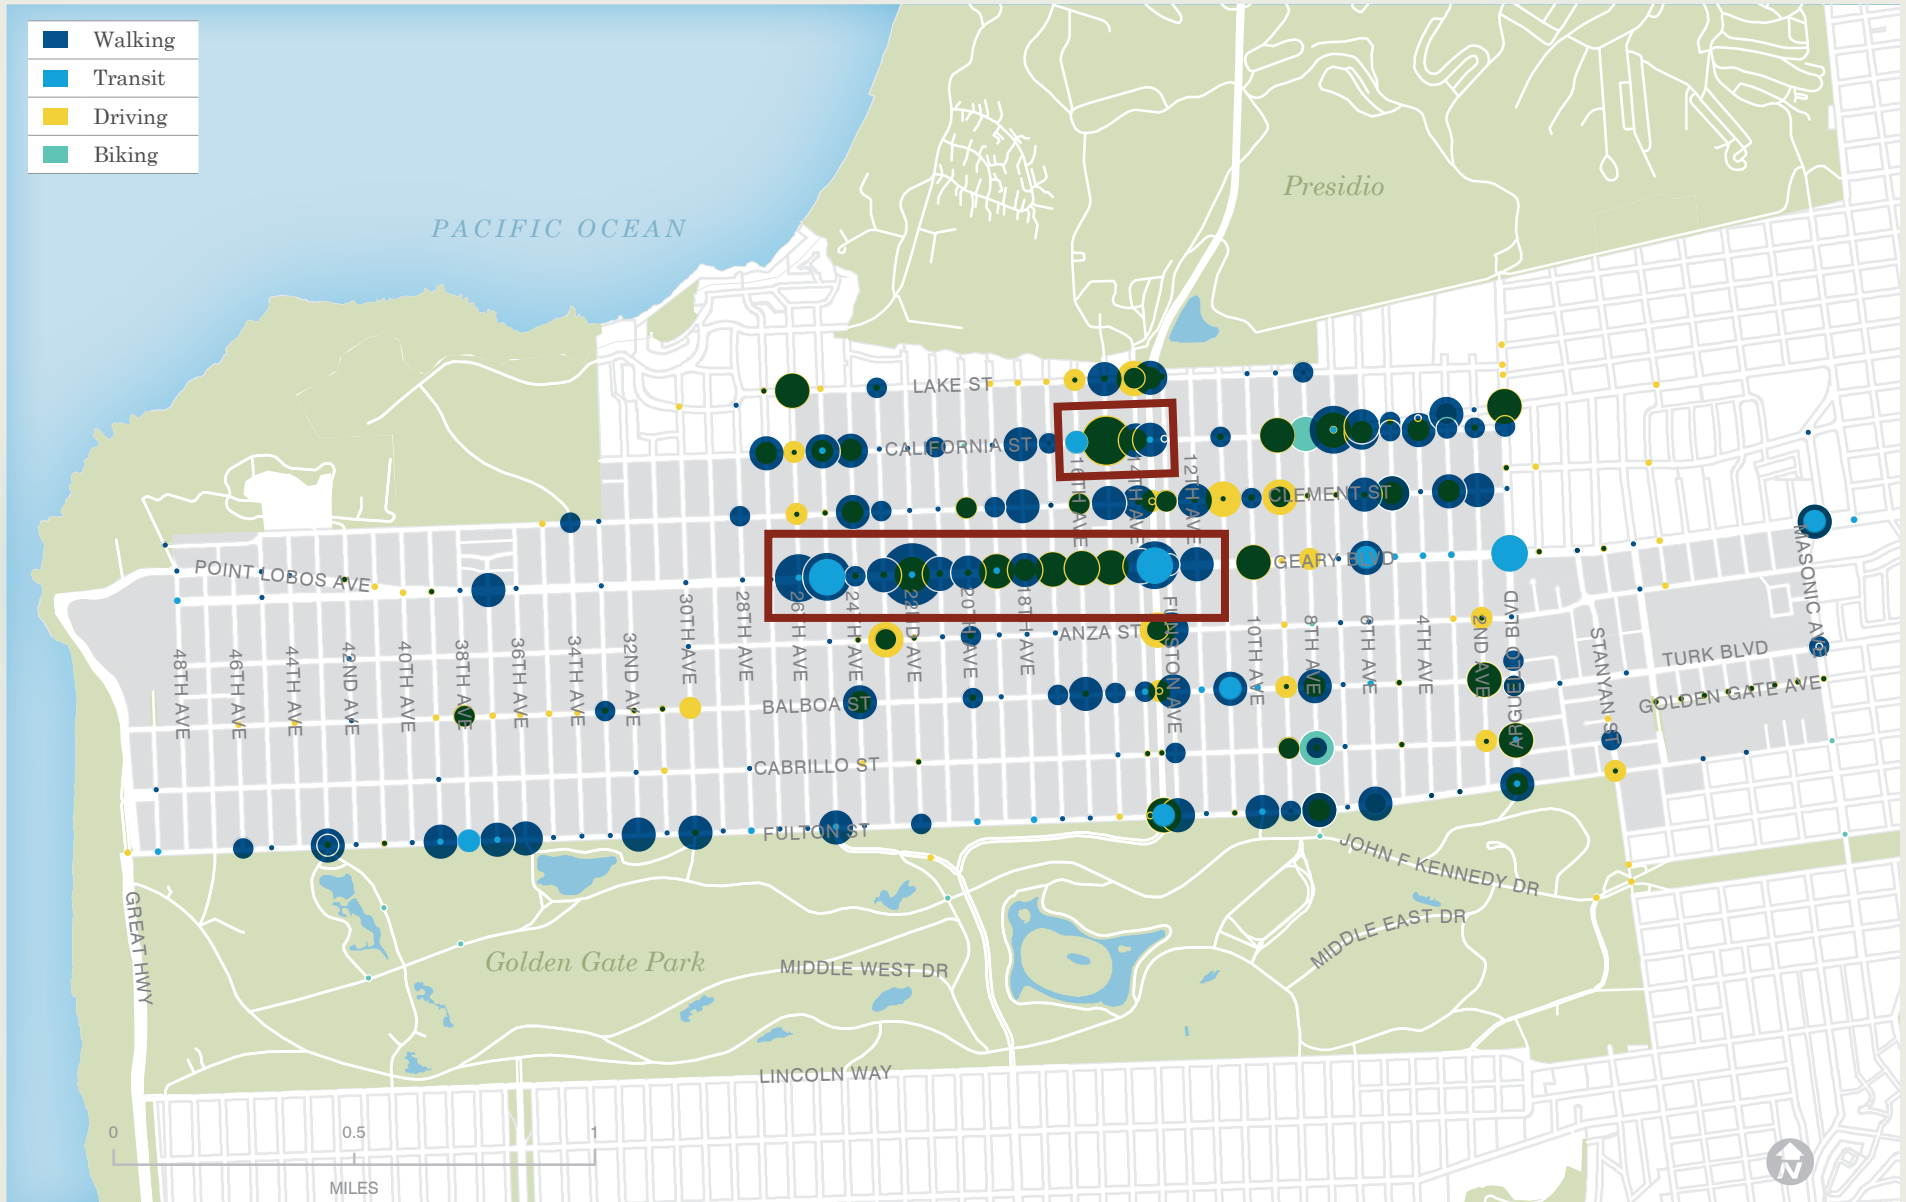 Walking
Transit
Driving
Biking
PACIFIC OCEAN
Presidio
LAKE ST
CALIFORNIA ST
16TH AVE
14TH AVE
12TH AVE
CLEMENT ST
GEARY BLVD
MASONIC AVE
POINT LOBOS AVE
48TH AVE
46TH AVE
44TH AVE
42ND AVE
40TH AVE
38TH AVE
36TH AVE
34TH AVE
32ND AVE
30TH AVE
28TH AVE
26TH AVE
24TH AVE
22ND AVE
20TH AVE
18TH AVE
ANZA ST
FUNSTON AVE
10TH AVE
8TH AVE
6TH AVE
4TH AVE
2ND AVE
ARGUELLO BLVD
STANYAN ST
TURK BLVD
GOLDEN GATE AVE
BALBOA ST
CABRILLO ST
FULTON ST
JOHN F KENNEDY DR
MIDDLE EAST DR
GREAT HWY
Golden Gate Park
MIDDLE WEST DR
LINCOLN WAY
0 0.5 1
MILES
N